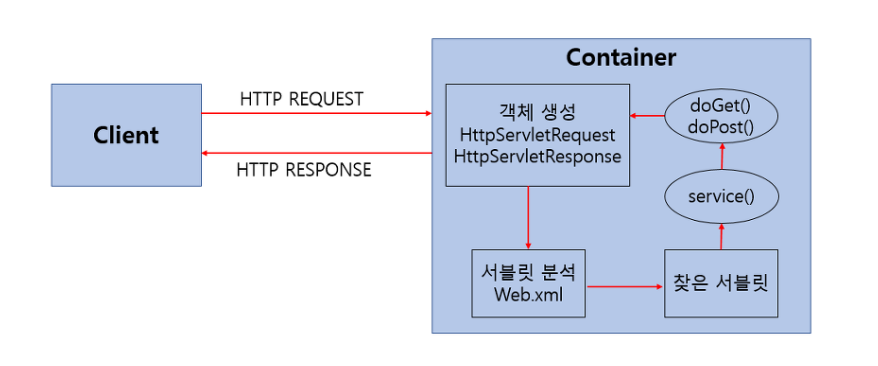 Container
Client
HTTP REQUEST
HTTP RESPONSE
객체 생성
HttpServletRequest
HttpServletResponse
doGet()
doPost()
service()
서블릿 분석
Web.xml
찾은 서블릿